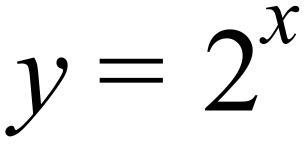 y = 2^x